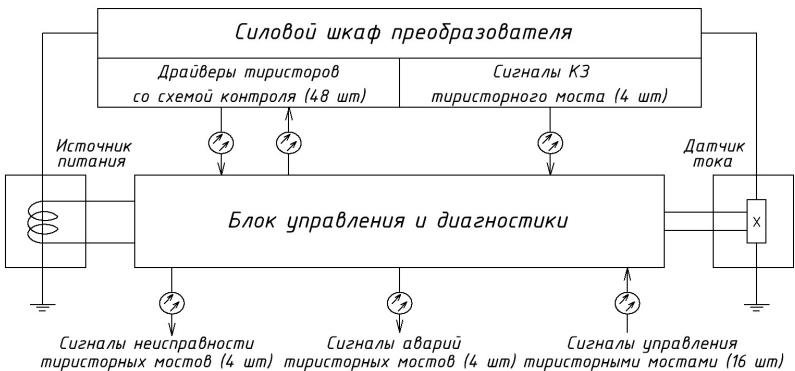 Силовой шкаф преобразователя
Драйверы тиристоров
со схемой контроля (48 шт)
Сигналы КЗ
тиристорного моста (4 шт)
Источник
питания
Датчик
тока
Блок управления и диагностики
X
Сигналы неисправности
тиристорных мостов (4 шт)
Сигналы аварий
тиристорных мостов (4 шт)
Сигналы управления
тиристорными мостами (16 шт)